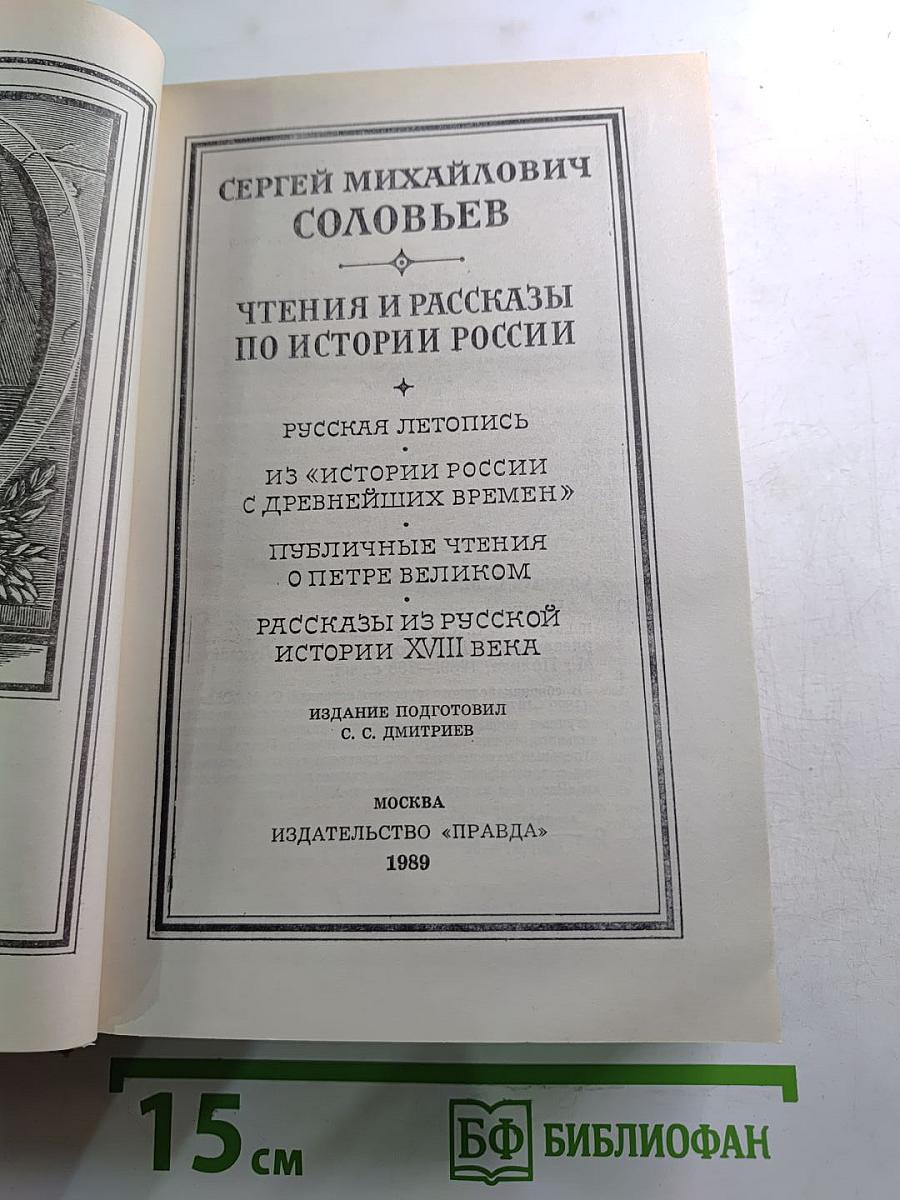 СЕРГЕЙ МИХАЙЛОВИЧ
СОЛОВЬЕВ
ЧТЕНИЯ И РАССКАЗЫ
ПО ИСТОРИИ РОССИИ
РУССКАЯ ЛЕТОПИСЬ
ИЗ «ИСТОРИИ РОССИИ
С ДРЕВНЕЙШИХ ВРЕМЕН»
ПУБЛИЧНЫЕ ЧТЕНИЯ
О ПЕТРЕ ВЕЛИКОМ
РАССКАЗЫ ИЗ РУССКОЙ
ИСТОРИИ XVIII ВЕКА
ИЗДАНИЕ ПОДГОТОВИЛ
С. С. ДМИТРИЕВ
МОСКВА
ИЗДАТЕЛЬСТВО «ПРАВДА»
1989
15 см
БФ БИБЛИОФАН